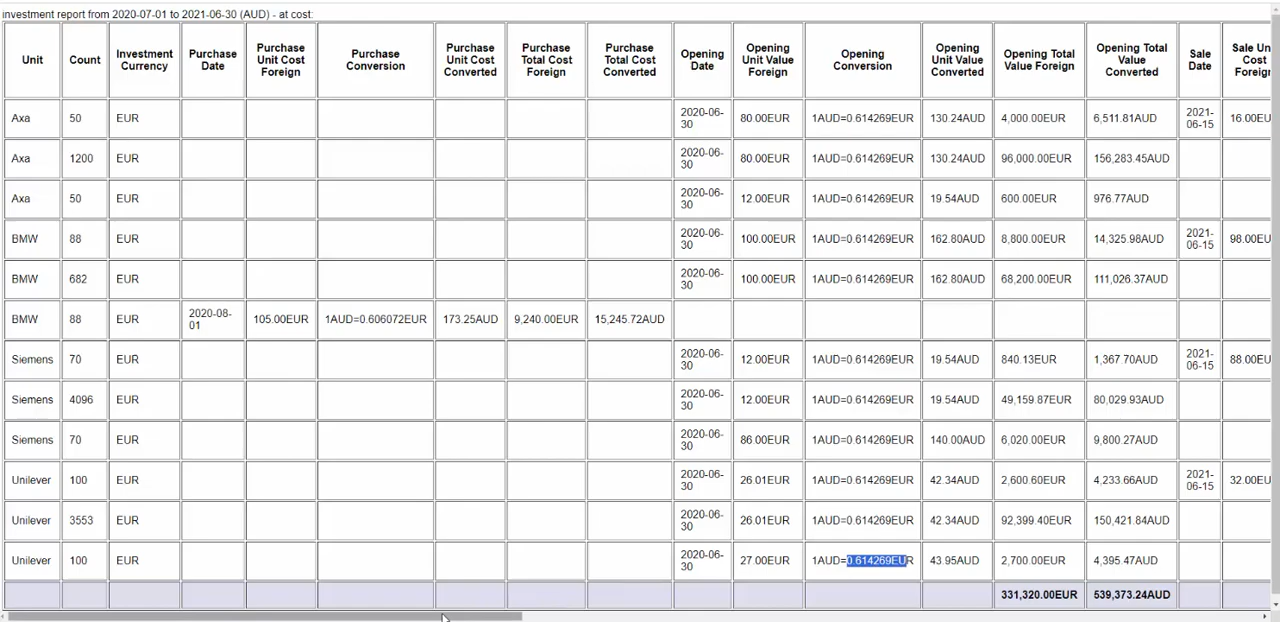 investment report from 2020-07-01 to 2021-06-30 (AUD) - at cost:
Unit Count Investment Currency Purchase Date Purchase Unit Cost Foreign Purchase Conversion Purchase Unit Cost Converted Purchase Total Cost Foreign Purchase Total Cost Converted Opening Date Opening Unit Value Foreign Opening Conversion Opening Unit Value Converted Opening Total Value Foreign Opening Total Value Converted Sale Date Sale Un Cost Foreig
Axa 50 EUR 2020-06-30 80.00EUR 1AUD=0.614269EUR 130.24AUD 4,000.00EUR 6,511.81AUD 2021-06-15 16.00EU
Axa 1200 EUR 2020-06-30 80.00EUR 1AUD=0.614269EUR 130.24AUD 96,000.00EUR 156,283.45AUD
Axa 50 EUR 2020-06-30 12.00EUR 1AUD=0.614269EUR 19.54AUD 600.00EUR 976.77AUD
BMW 88 EUR 2020-06-30 100.00EUR 1AUD=0.614269EUR 162.80AUD 8,800.00EUR 14,325.98AUD 2021-06-15 98.00EU
BMW 682 EUR 2020-06-30 100.00EUR 1AUD=0.614269EUR 162.80AUD 68,200.00EUR 111,026.37AUD
BMW 88 EUR 2020-08-01 105.00EUR 1AUD=0.606072EUR 173.25AUD 9,240.00EUR 15,245.72AUD
Siemens 70 EUR 2020-06-30 12.00EUR 1AUD=0.614269EUR 19.54AUD 840.13EUR 1,367.70AUD 2021-06-15 88.00EU
Siemens 4096 EUR 2020-06-30 12.00EUR 1AUD=0.614269EUR 19.54AUD 49,159.87EUR 80,029.93AUD
Siemens 70 EUR 2020-06-30 86.00EUR 1AUD=0.614269EUR 140.00AUD 6,020.00EUR 9,800.27AUD
Unilever 100 EUR 2020-06-30 26.01EUR 1AUD=0.614269EUR 42.34AUD 2,600.60EUR 4,233.66AUD 2021-06-15 32.00EU
Unilever 3553 EUR 2020-06-30 26.01EUR 1AUD=0.614269EUR 42.34AUD 92,399.40EUR 150,421.84AUD
Unilever 100 EUR 2020-06-30 27.00EUR 1AUD=0.614269EUR 43.95AUD 2,700.00EUR 4,395.47AUD
331,320.00EUR 539,373.24AUD